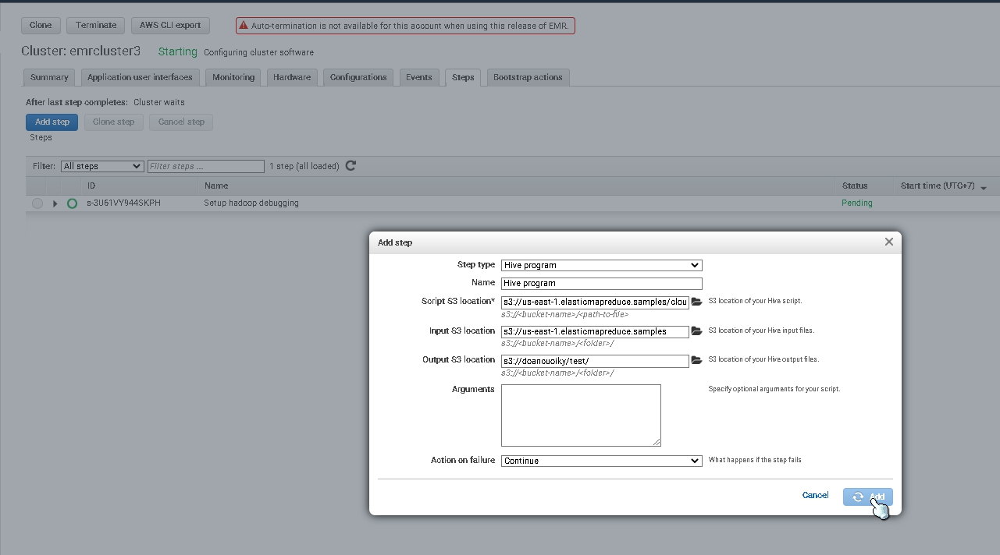 Clone Terminate AWS CLI export Auto-termination is not available for this account when using this release of EMR.
Cluster: emrcluster3 Starting Configuring cluster software
Summary Application user interfaces Monitoring Hardware Configurations Events Steps Bootstrap actions
After last step completes: Cluster waits
Add step Clone step Cancel step
Steps
Filter: All steps Filter steps ... 1 step (all loaded)
ID Name Status Start time (UTC+7)
s-3U61VY944SKPH Setup hadoop debugging Pending
Add step
Step type Hive program
Name Hive program
Script S3 location* s3://us-east-1.elasticmapreduce.samples/clou S3 location of your Hive script.
s3://<bucket-name>/<path-to-file>
Input S3 location s3://us-east-1.elasticmapreduce.samples S3 location of your Hive input files.
s3://<bucket-name>/<folder>/
Output S3 location s3://doancuoiky/test/ S3 location of your Hive output files.
s3://<bucket-name>/<folder>/
Arguments Specify optional arguments for your script.
Action on failure Continue What happens if the step fails
Cancel Add